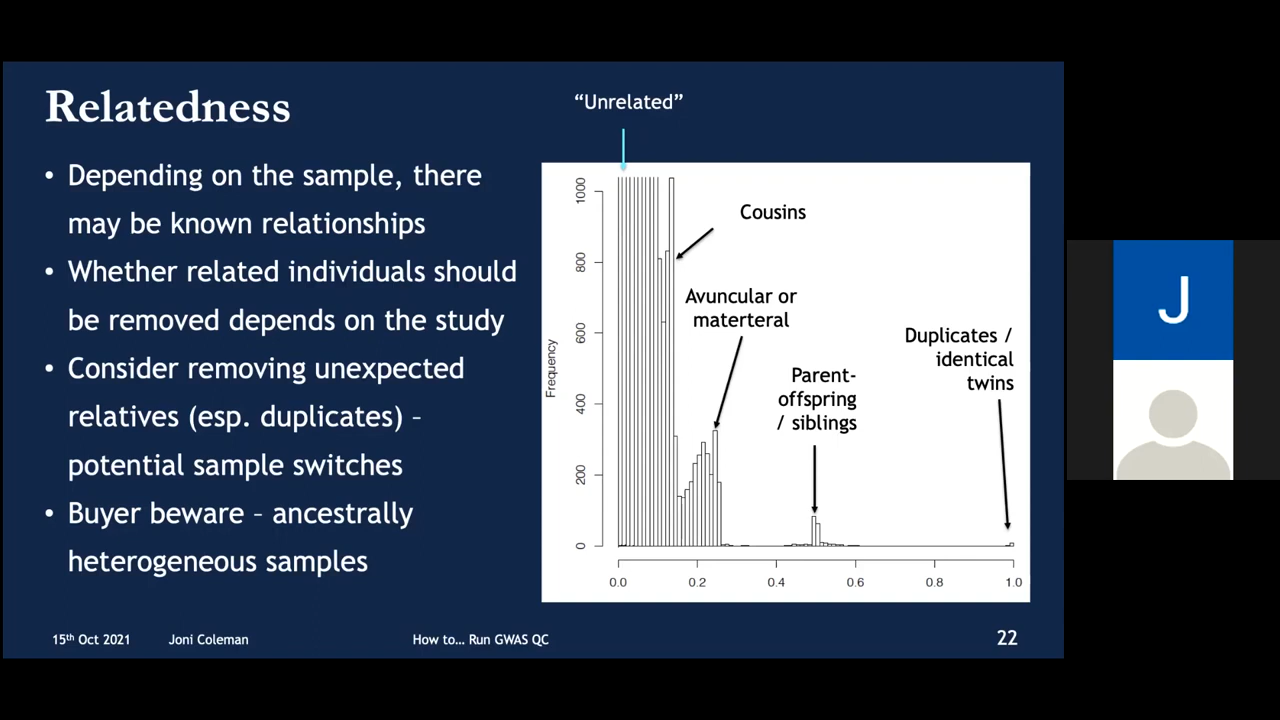 Relatedness
• Depending on the sample, there
may be known relationships
• Whether related individuals should
be removed depends on the study
• Consider removing unexpected
relatives (esp. duplicates) –
potential sample switches
• Buyer beware – ancestrally
heterogeneous samples
“Unrelated”
Cousins
Avuncular or
materteral
Parent-
offspring
/ siblings
Duplicates /
identical
twins
Frequency
1000
800
600
400
200
0
0.0 0.2 0.4 0.6 0.8 1.0
15th Oct 2021 Joni Coleman How to… Run GWAS QC 22
J